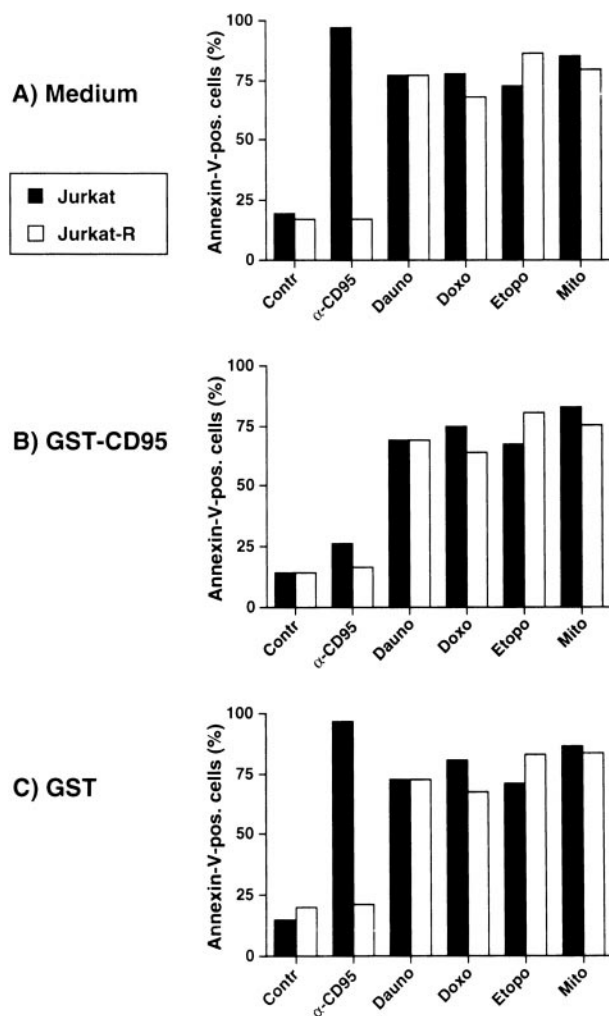 A) Medium
Jurkat
Jurkat-R
Annexin-V-pos. cells (%)
100
75
50
25
0
Contr
α-CD95
Dauno
Doxo
Etopo
Mito
B) GST-CD95
Annexin-V-pos. cells (%)
100
75
50
25
0
Contr
α-CD95
Dauno
Doxo
Etopo
Mito
C) GST
Annexin-V-pos. cells (%)
100
75
50
25
0
Contr
α-CD95
Dauno
Doxo
Etopo
Mito